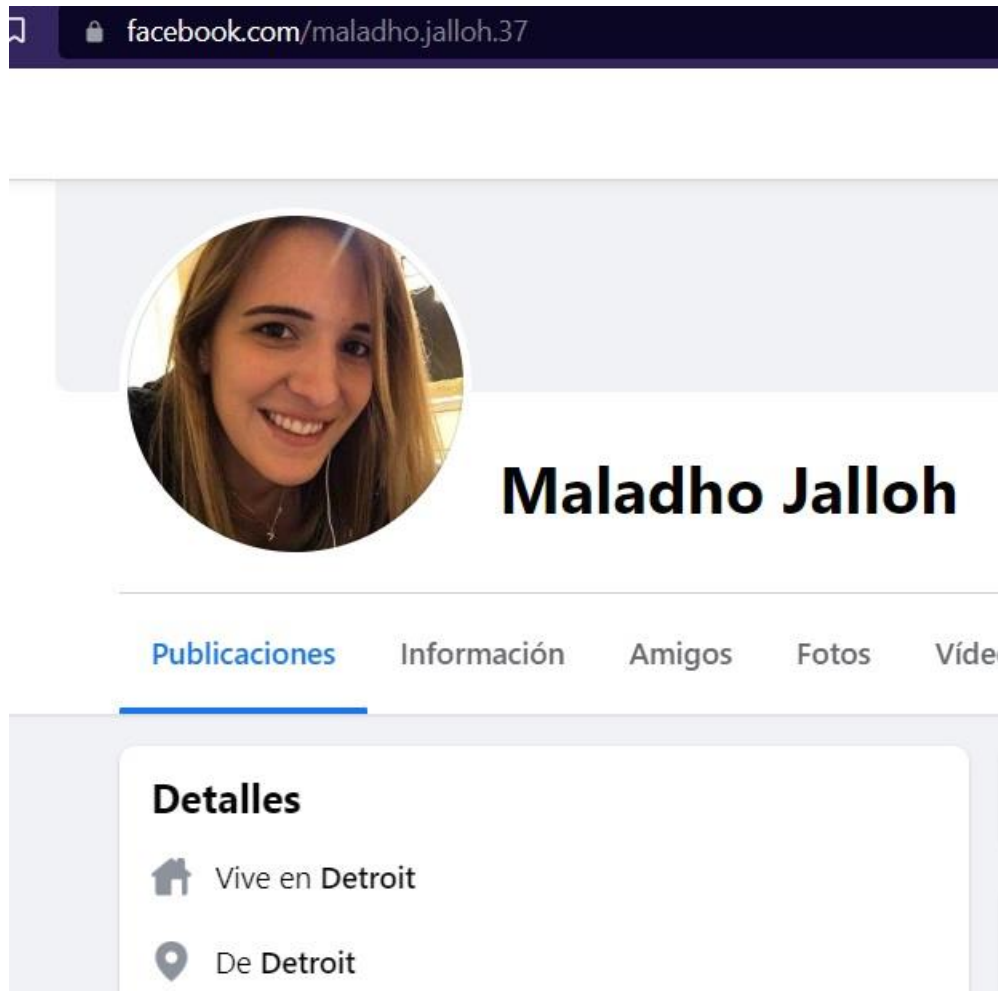 facebook.com/maladho.jalloh.37
Maladho Jalloh
Publicaciones Información Amigos Fotos
Detalles
Vive en Detroit
De Detroit